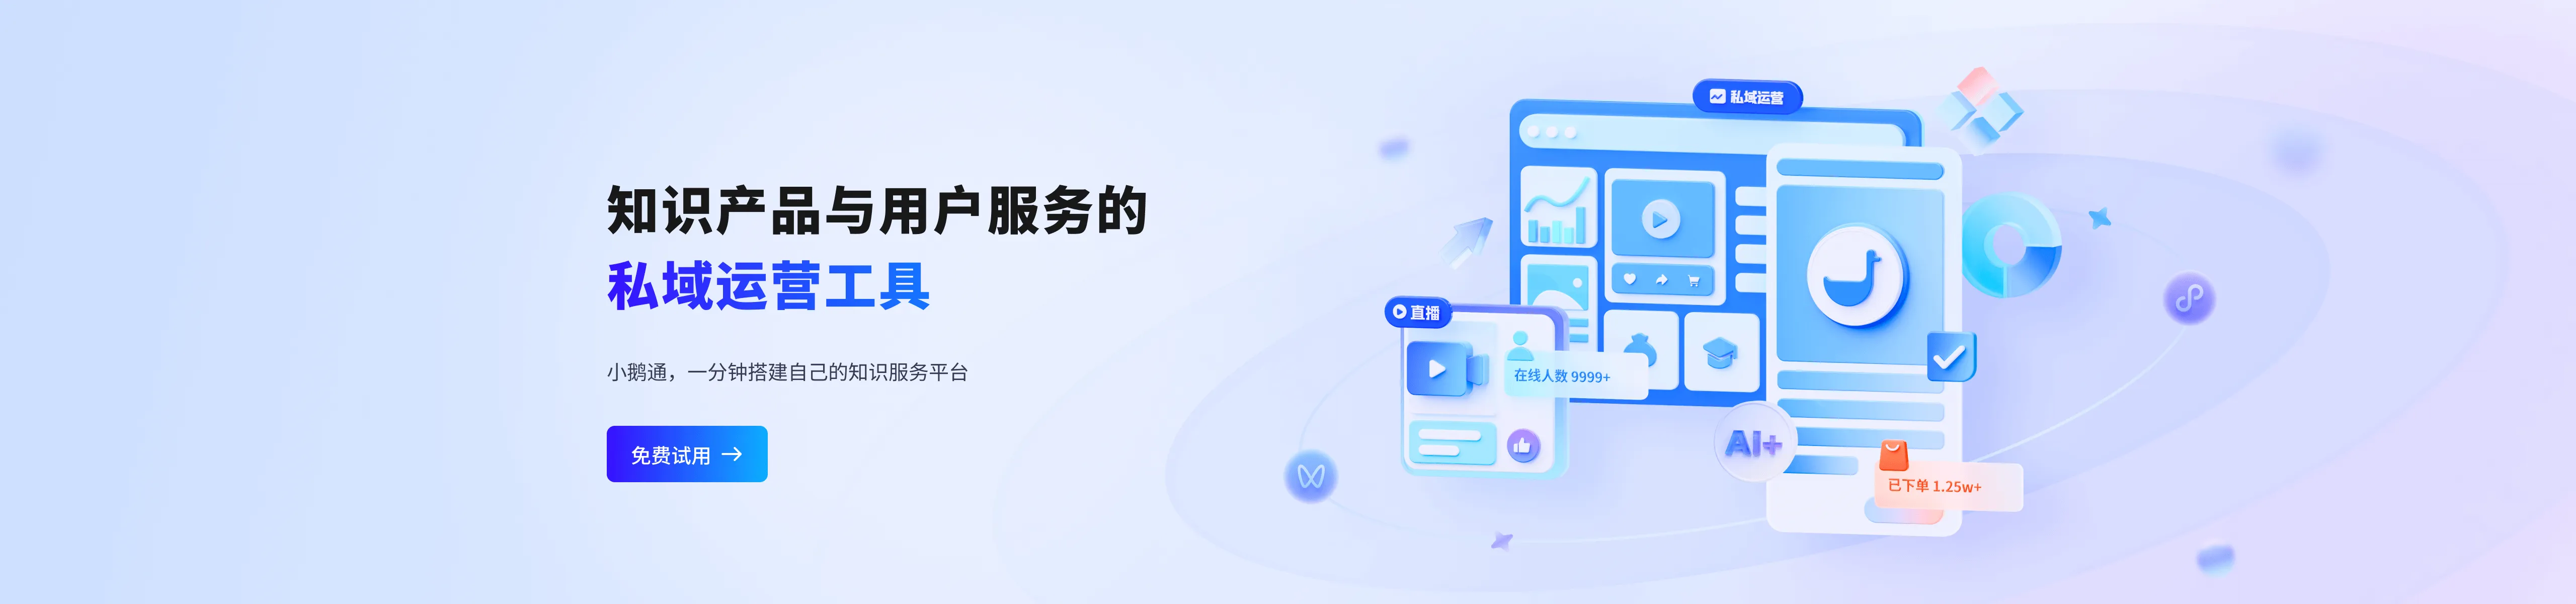 知识产品与用户服务的
私域运营工具
小鹅通，一分钟搭建自己的知识服务平台
免费试用
私域运营
直播
在线人数 9999+
AI+
已下单 1.25w+